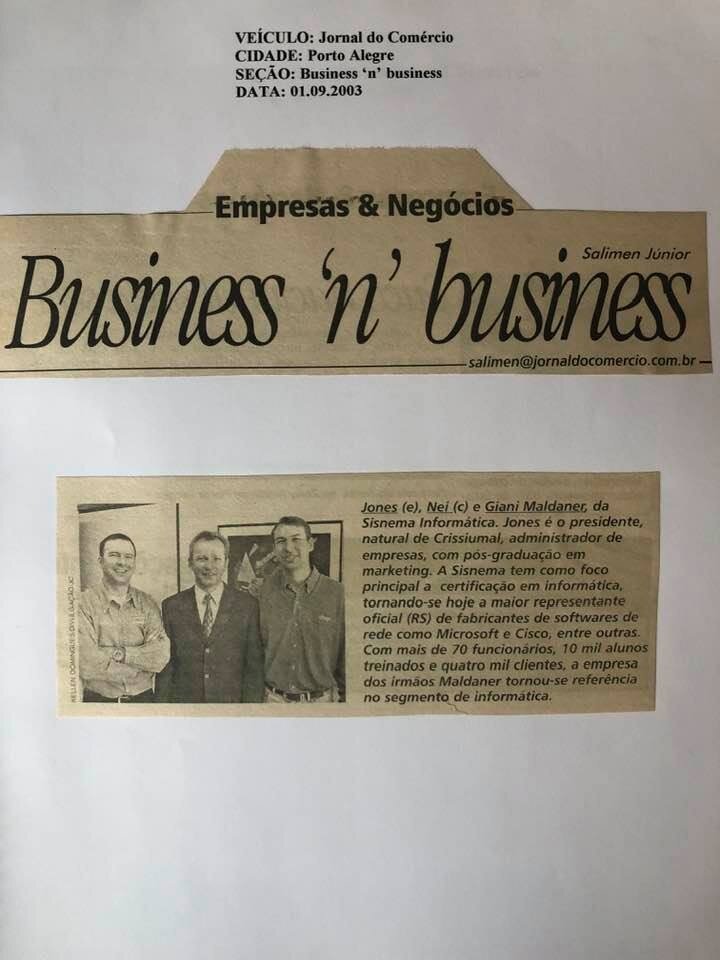 VEÍCULO: Jornal do Comércio
CIDADE: Porto Alegre
SEÇÃO: Business ‘n’ business
DATA: 01.09.2003
Empresas & Negócios
Salimen Júnior
Business ‘n’ business
salimen@jornaldocomercio.com.br
KELLEN DOMINGUES DIVULGAÇÃO JC
Jones (e), Nei (c) e Giani Maldaner, da
Sisnema Informática. Jones é o presidente,
natural de Crissiumal, administrador de
empresas, com pós-graduação em
marketing. A Sisnema tem como foco
principal a certificação em informática,
tornando-se hoje a maior representante
oficial (RS) de fabricantes de softwares de
rede como Microsoft e Cisco, entre outras.
Com mais de 70 funcionários, 10 mil alunos
treinados e quatro mil clientes, a empresa
dos irmãos Maldaner tornou-se referência
no segmento de informática.